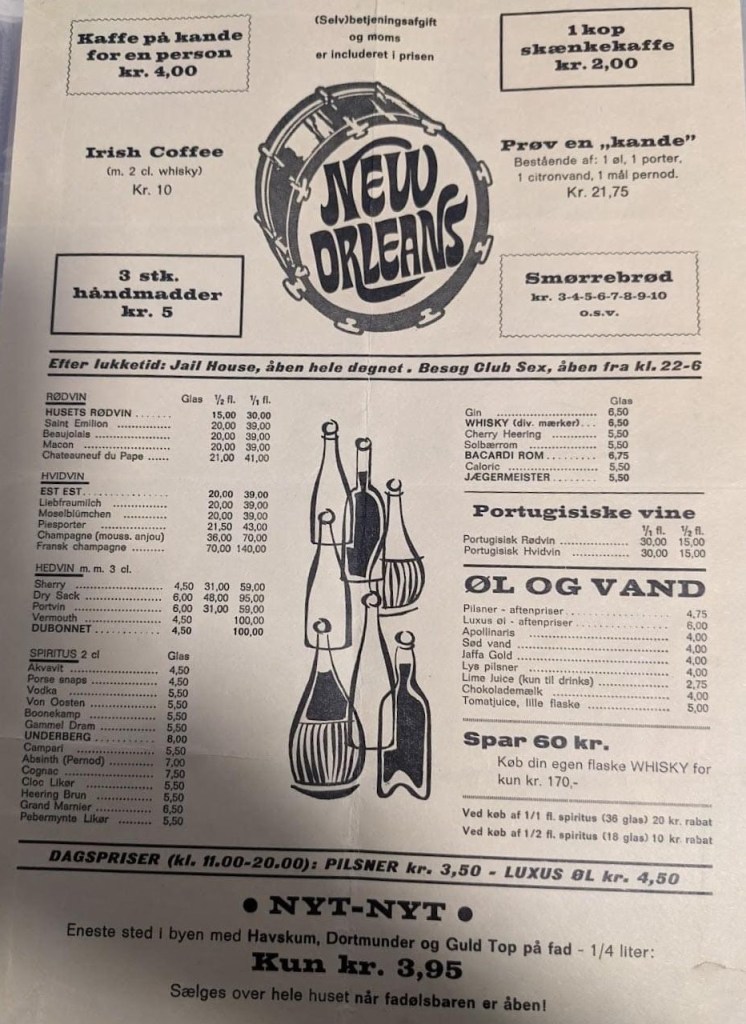 Kaffe på kande
for en person
kr. 4,00
(Selv)betjeningsafgift
og moms
er includeret i prisen
1 kop
skænkekaffe
kr. 2,00
Irish Coffee
(m. 2 cl. whisky)
Kr. 10
NEW
ORLEANS
Prøv en „kande”
Bestående af: 1 øl, 1 porter,
1 citronvand, 1 mål pernod.
Kr. 21,75
3 stk.
håndmadder
kr. 5
Smørrebrød
kr. 3-4-5-6-7-8-9-10
o.s.v.
Efter lukketid: Jail House, åben hele døgnet . Besøg Club Sex, åben fra kl. 22-6
RØDVIN Glas 1/2 fl. 1/1 fl.
HUSETS RØDVIN ....... 15,00 30,00
Saint Emilion ............... 20,00 39,00
Beaujolais .................... 20,00 39,00
Macon .......................... 20,00 39,00
Chateauneuf du Pape ...... 21,00 41,00
HVIDVIN
EST EST. .................. 20,00 39,00
Liebfraumilch ................ 20,00 39,00
Moselblümchen .............. 20,00 39,00
Piesporter ..................... 21,50 43,00
Champagne (mouss. anjou) 36,00 70,00
Fransk champagne ......... 70,00 140,00
HEDVIN m. m. 3 cl.
Sherry ......................... 4,50 31,00 59,00
Dry Sack ..................... 6,00 48,00 95,00
Portvin ........................ 6,00 31,00 59,00
Vermouth ..................... 4,50 100,00
DUBONNET .............. 4,50 100,00
SPIRITUS 2 cl Glas
Akvavit ........................ 4,50
Porse snaps .................. 4,50
Vodka .......................... 5,50
Von Oosten ................... 5,50
Boonekamp ................... 5,50
Gammel Dram ............... 5,50
UNDERBERG ............. 8,00
Campari ....................... 5,50
Absinth (Pernod) ............ 7,00
Cognac ......................... 7,50
Cloc Likør ..................... 5,50
Heering Brun ................. 5,50
Grand Marnier ............... 6,50
Pebermynte Likør .......... 5,50
Glas
Gin .............................. 6,50
WHISKY (div. mærker)... 6,50
Cherry Heering .............. 5,50
Solbærrom .................... 5,50
BACARDI ROM .......... 6,75
Caloric ......................... 5,50
JÆGERMEISTER ......... 5,50
Portugisiske vine
1/1 fl. 1/2 fl.
Portugisisk Rødvin ......... 30,00 15,00
Portugisisk Hvidvin ........ 30,00 15,00
ØL OG VAND
Pilsner - aftenpriser ............ 4,75
Luxus øl - aftenpriser .......... 6,00
Apollinaris ......................... 4,00
Sød vand ........................... 4,00
Jaffa Gold .......................... 4,00
Lys pilsner ......................... 4,00
Lime Juice (kun til drinks) ... 2,75
Chokolademælk .................. 4,00
Tomatjuice, lille flaske ........ 5,00
Spar 60 kr.
Køb din egen flaske WHISKY for
kun kr. 170,-
Ved køb af 1/1 fl. spiritus (36 glas) 20 kr. rabat
Ved køb af 1/2 fl. spiritus (18 glas) 10 kr. rabat
DAGSPRISER (kl. 11.00-20.00): PILSNER kr. 3,50 - LUXUS ØL kr. 4,50
• NYT-NYT •
Eneste sted i byen med Havskum, Dortmunder og Guld Top på fad - 1/4 liter:
Kun kr. 3,95
Sælges over hele huset når fadølsbaren er åben!